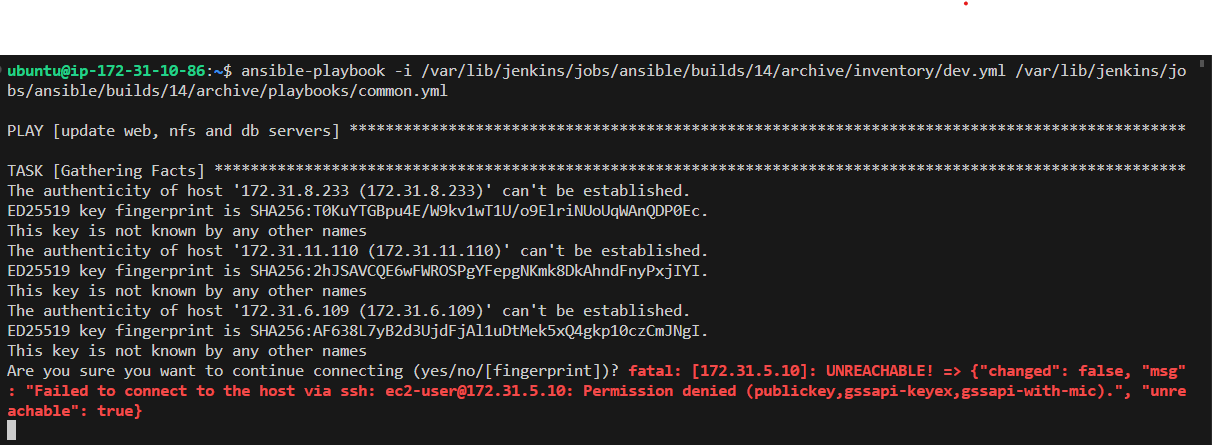 ubuntu@ip-172-31-10-86:~$ ansible-playbook -i /var/lib/jenkins/jobs/ansible/builds/14/archive/inventory/dev.yml /var/lib/jenkins/jo
bs/ansible/builds/14/archive/playbooks/common.yml
PLAY [update web, nfs and db servers] *********************************************************************************************
TASK [Gathering Facts] ************************************************************************************************************
The authenticity of host '172.31.8.233 (172.31.8.233)' can't be established.
ED25519 key fingerprint is SHA256:T0KuYTGBpu4E/W9kv1wT1U/o9ElriNUoUqWAnQDP0Ec.
This key is not known by any other names
The authenticity of host '172.31.11.110 (172.31.11.110)' can't be established.
ED25519 key fingerprint is SHA256:2hJSAVCQE6wFWROSPgYFepgNKmk8DkAhndFnyPxjIYI.
This key is not known by any other names
The authenticity of host '172.31.6.109 (172.31.6.109)' can't be established.
ED25519 key fingerprint is SHA256:AF638L7yB2d3UjdFjAl1uDtMek5xQ4gkp10czCmJNgI.
This key is not known by any other names
Are you sure you want to continue connecting (yes/no/[fingerprint])? fatal: [172.31.5.10]: UNREACHABLE! => {"changed": false, "msg"
: "Failed to connect to the host via ssh: ec2-user@172.31.5.10: Permission denied (publickey,gssapi-keyex,gssapi-with-mic).", "unre
achable": true}